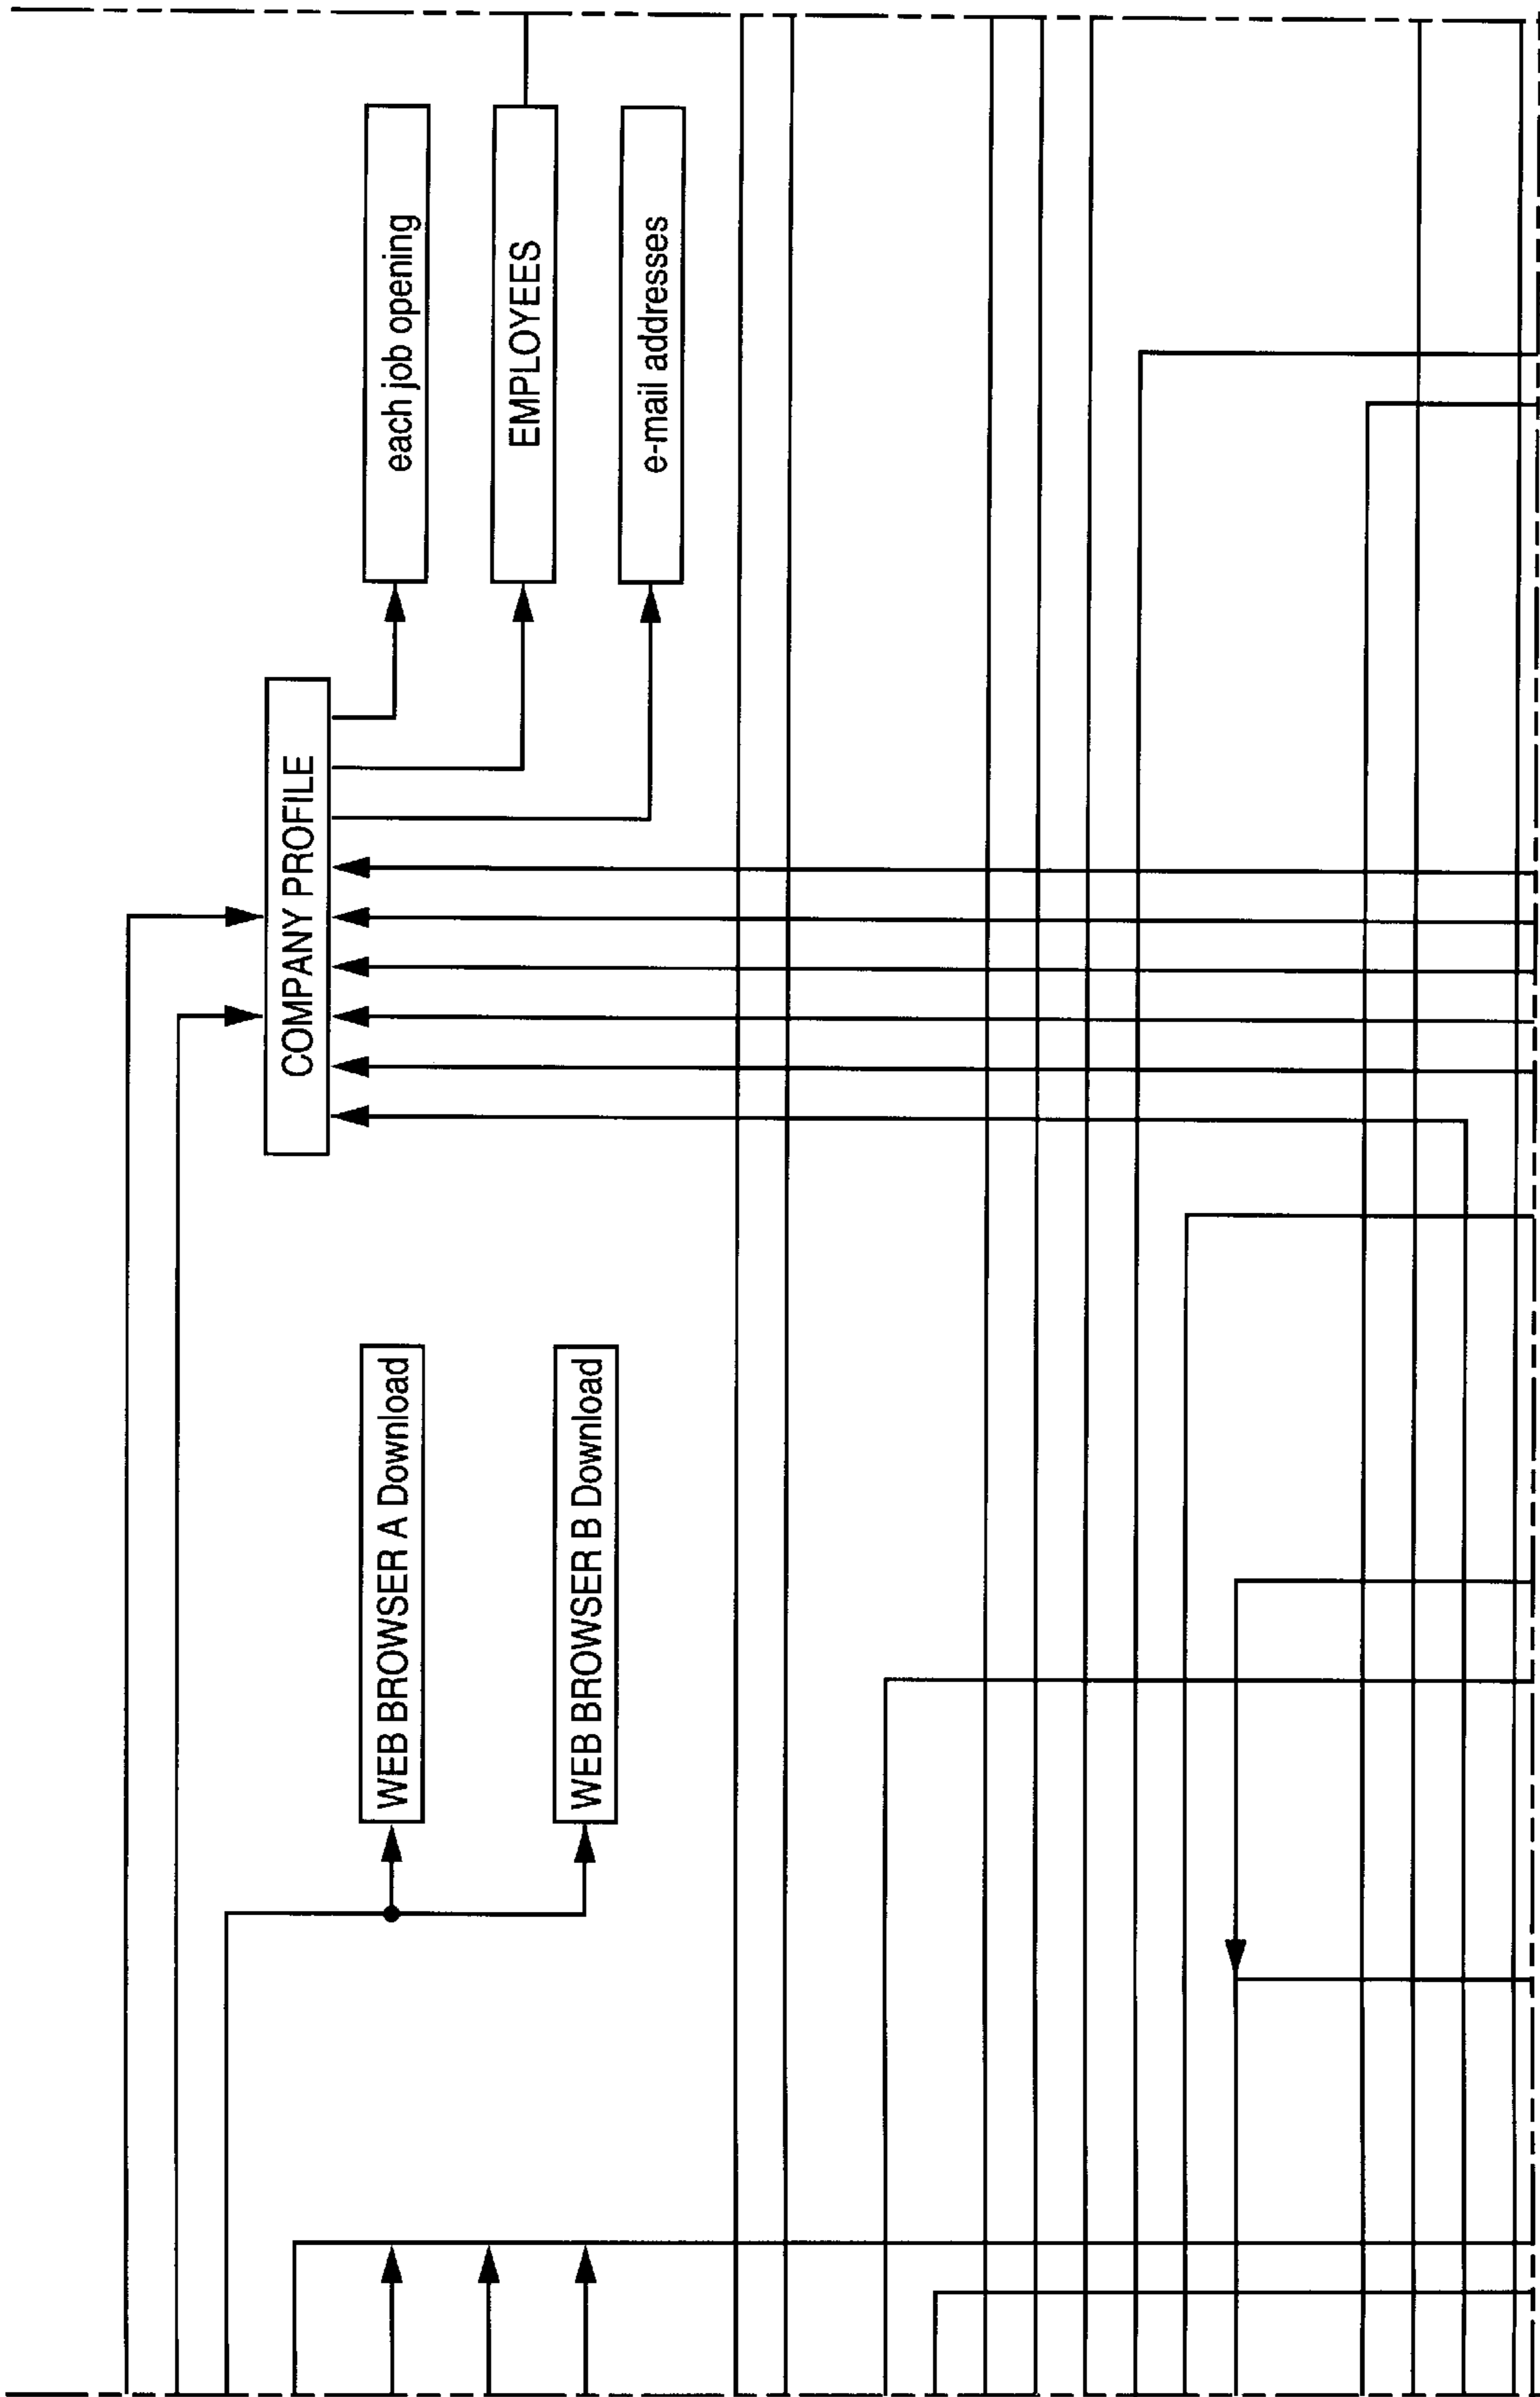 WEB BROWSER A Download
WEB BROWSER B Download
COMPANY PROFILE
each job opening
EMPLOYEES
e-mail addresses